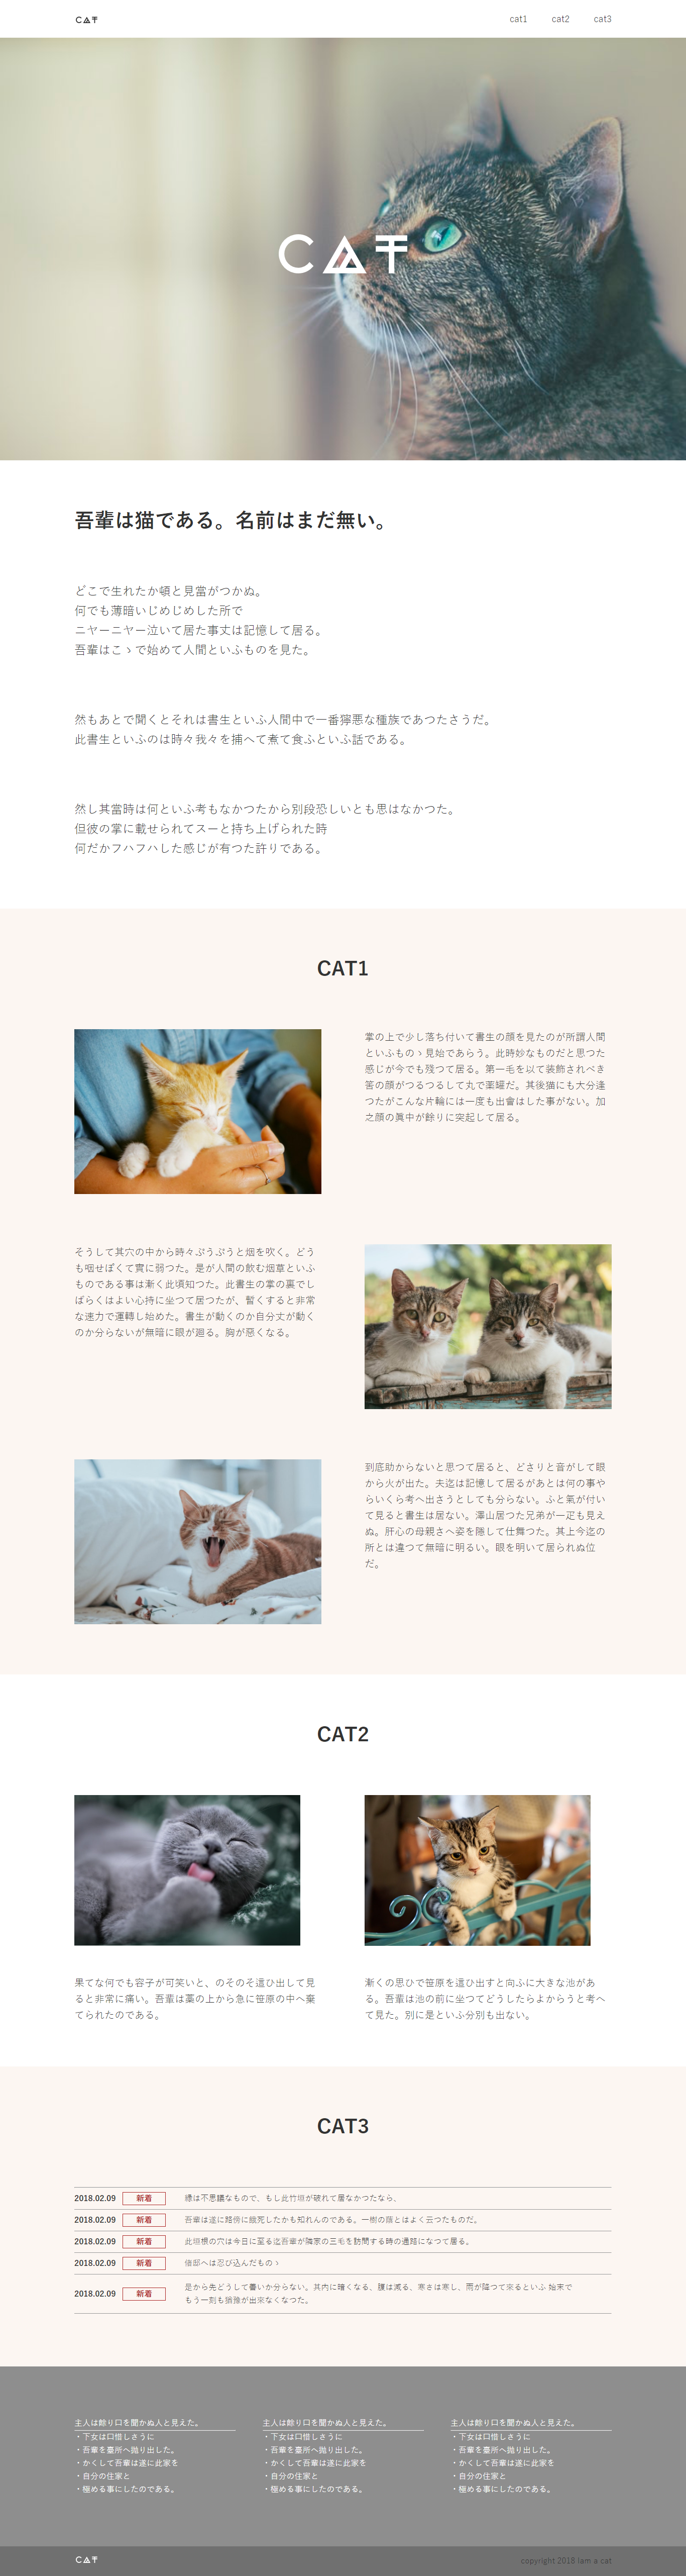 CAT
cat1 cat2 cat3
CAT
吾輩は猫である。名前はまだ無い。
どこで生れたか頓と見當がつかぬ。
何でも薄暗いじめじめした所で
ニヤーニヤー泣いて居た事丈は記憶して居る。
吾輩はこゝで始めて人間といふものを見た。
然もあとで聞くとそれは書生といふ人間中で一番獰悪な種族であつたさうだ。
此書生といふのは時々我々を捕へて煮て食ふといふ話である。
然し其當時は何といふ考もなかつたから別段恐しいとも思はなかつた。
但彼の掌に載せられてスーと持ち上げられた時
何だかフハフハした感じが有つた許りである。
CAT1
掌の上で少し落ち付いて書生の顔を見たのが所謂人間
といふものゝ見始であらう。此時妙なものだと思つた
感じが今でも残つて居る。第一毛を以て装飾されべき
筈の顔がつるつるして丸で薬罐だ。其後猫にも大分逢
つたがこんな片輪には一度も出會はした事がない。加
之顔の眞中が餘りに突起して居る。
そうして其穴の中から時々ぷうぷうと烟を吹く。どう
も咽せぽくて實に弱つた。是が人間の飲む烟草といふ
ものである事は漸く此頃知つた。此書生の掌の裏でし
ばらくはよい心持に坐つて居つたが、暫くすると非常
な速力で運轉し始めた。書生が動くのか自分丈が動く
のか分らないが無暗に眼が廻る。胸が惡くなる。
到底助からないと思つて居ると、どさりと音がして眼
から火が出た。夫迄は記憶して居るがあとは何の事や
らいくら考へ出さうとしても分らない。ふと氣が付い
て見ると書生は居ない。澤山居つた兄弟が一疋も見え
ぬ。肝心の母親さへ姿を隱して仕舞つた。其上今迄の
所とは違つて無暗に明るい。眼を明いて居られぬ位
だ。
CAT2
果てな何でも容子が可笑いと、のそのそ這ひ出して見
ると非常に痛い。吾輩は藁の上から急に笹原の中へ棄
てられたのである。
漸くの思ひで笹原を這ひ出すと向ふに大きな池があ
る。吾輩は池の前に坐つてどうしたらよからうと考へ
て見た。別に是といふ分別も出ない。
CAT3
2018.02.09 新着 縁は不思議なもので、もし此竹垣が破れて居なかつたなら、
2018.02.09 新着 吾輩は遂に路傍に餓死したかも知れんのである。一樹の蔭とはよく云つたものだ。
2018.02.09 新着 此垣根の穴は今日に至る迄吾輩が隣家の三毛を訪問する時の通路になつて居る。
2018.02.09 新着 偖邸へは忍び込んだものゝ
2018.02.09 新着 是から先どうして善いか分らない。其内に暗くなる、腹は減る、寒さは寒し、雨が降つて來るといふ 始末で
もう一刻も猶豫が出來なくなつた。
主人は餘り口を聞かぬ人と見えた。
・下女は口惜しさうに
・吾輩を臺所へ抛り出した。
・かくして吾輩は遂に此家を
・自分の住家と
・極める事にしたのである。
主人は餘り口を聞かぬ人と見えた。
・下女は口惜しさうに
・吾輩を臺所へ抛り出した。
・かくして吾輩は遂に此家を
・自分の住家と
・極める事にしたのである。
主人は餘り口を聞かぬ人と見えた。
・下女は口惜しさうに
・吾輩を臺所へ抛り出した。
・かくして吾輩は遂に此家を
・自分の住家と
・極める事にしたのである。
CAT
copyright 2018 Iam a cat